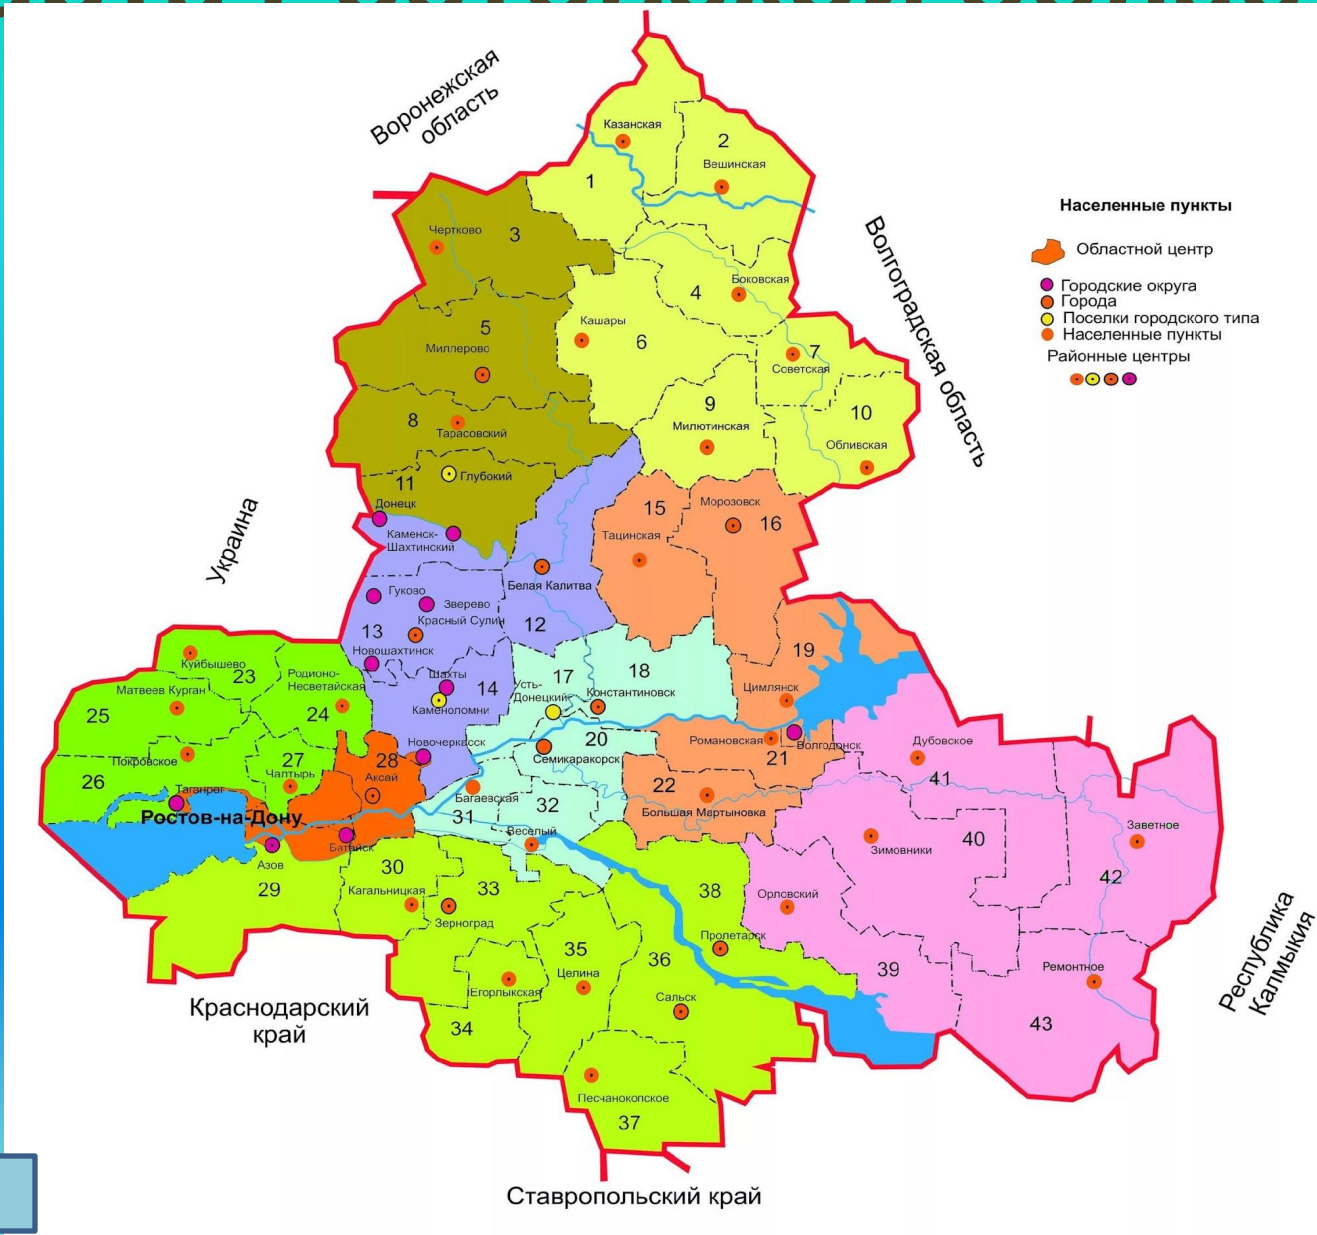 Воронежская
область
Казанская
2
Вешинская
1
Чертково
3
Населенные пункты
Областной центр
Городские округа
Города
Поселки городского типа
Населенные пункты
Районные центры
Волгоградская область
4
Боковская
5
Миллерово
Кашары
6
7
Советская
8
Тарасовский
9
Милютинская
10
Обливская
11
Глубокий
Донецк
Каменск-
Шахтинский
Украина
15
Тацинская
Морозовск
16
Белая Калитва
12
Гуково
Зверево
Красный Сулин
13
Новошахтинск
Шахты
14
Каменоломни
17
18
Усть-
Донецкий
Константиновск
19
Цимлянск
Куйбышево
23
Матвеев Курган
Родионо-
Несветайская
24
25
26
Покровское
27
Чалтырь
28
Аксай
Новочеркасск
Таганрог
Ростов-на-Дону
Азов
Батайск
20
Семикаракорск
Романовская
Волгодонск
21
22
Большая Мартыновка
Багаевская
31
32
Веселый
Дубовское
41
Зимовники
40
Заветное
42
Орловский
39
Ремонтное
43
29
30
Кагальницкая
33
Зерноград
34
Егорлыкская
35
Целина
36
Сальск
38
Пролетарск
Песчанокопское
37
Краснодарский
край
Ставропольский край
Республика
Калмыкия